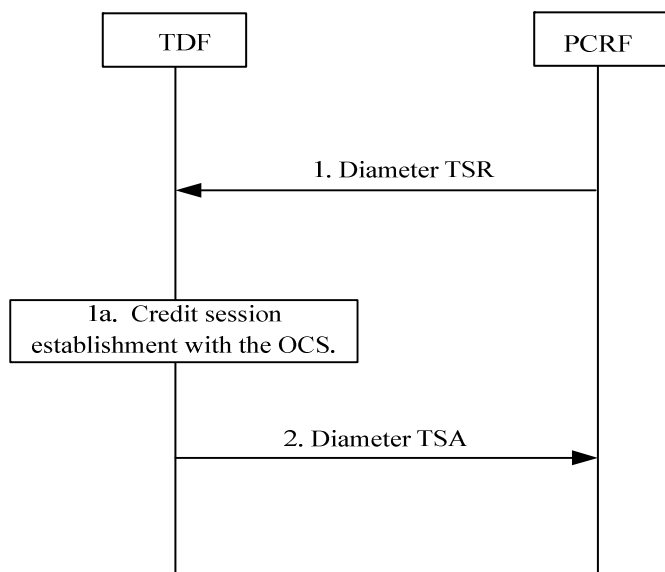 TDF
PCRF
1. Diameter TSR
1a. Credit session
establishment with the OCS.
2. Diameter TSA